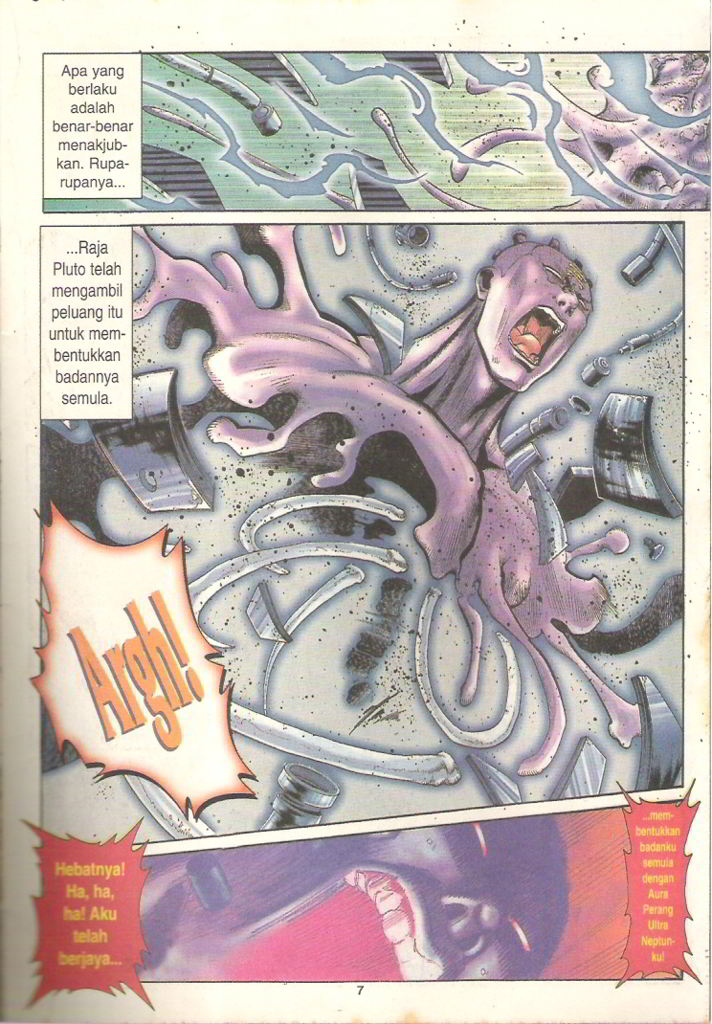 Apa yang
berlaku
adalah
benar-benar
menakjub-
kan. Rupa-
rupanya...
...Raja
Pluto telah
mengambil
peluang itu
untuk mem-
bentukkan
badannya
semula.
Argh!
Hebatnya!
Ha, ha,
ha! Aku
telah
berjaya...
...mem-
bentukkan
badanku
semula
dengan
Aura
Perang
Ultra
Neptun-
ku!
7